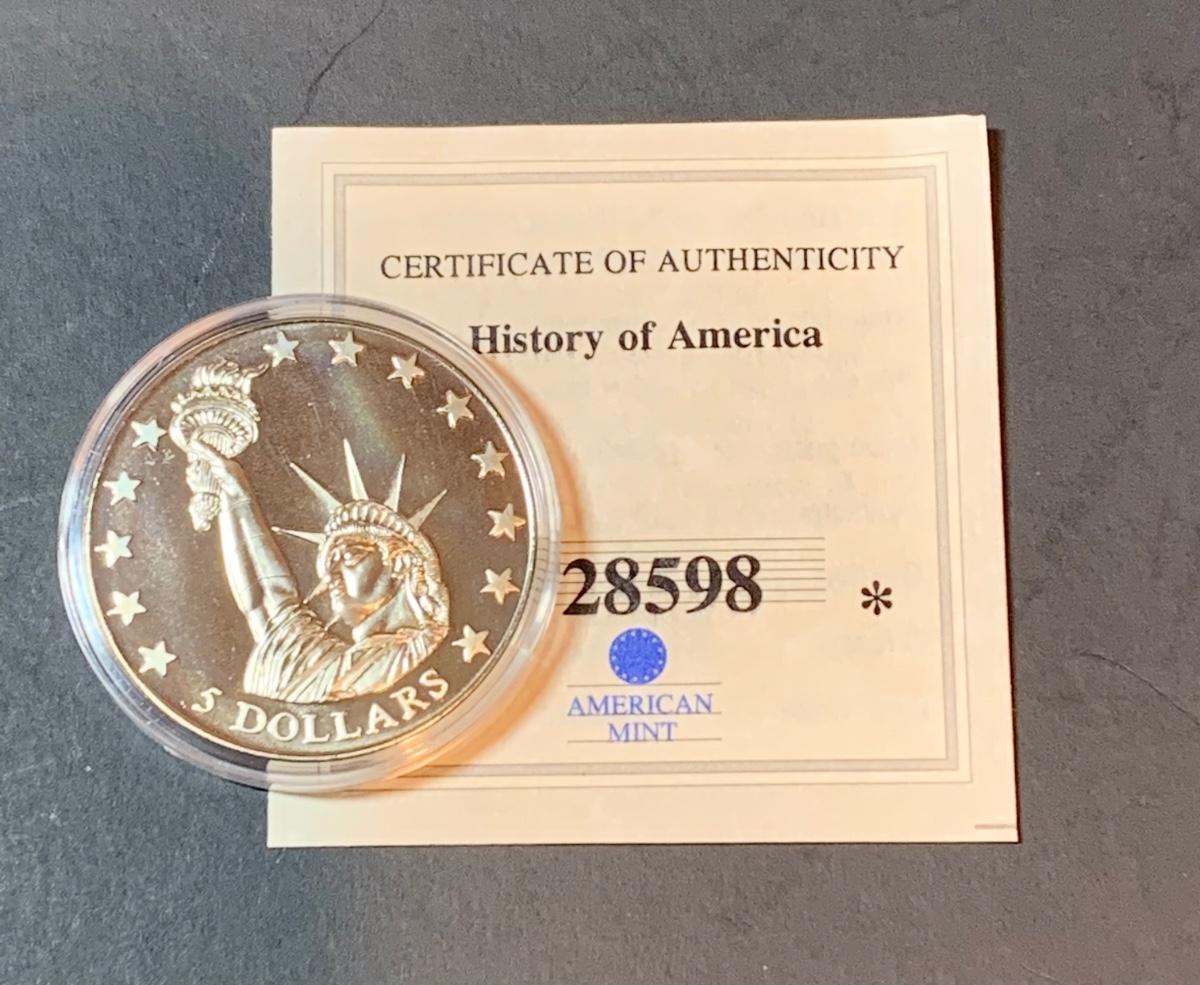 CERTIFICATE OF AUTHENTICITY
History of America
28598 *
AMERICAN
MINT
5 DOLLARS